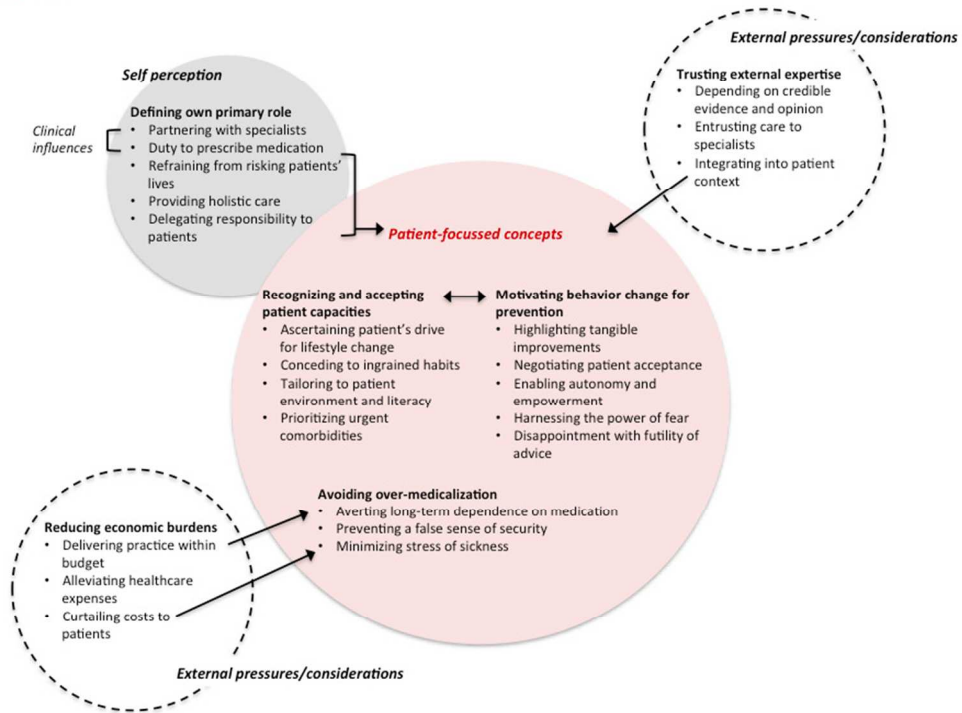 External pressures/considerations
Self perception
Trusting external expertise
• Depending on credible
evidence and opinion
• Entrusting care to
specialists
• Integrating into patient
context
Defining own primary role
Clinical
influences
• Partnering with specialists
• Duty to prescribe medication
• Refraining from risking patients'
lives
• Providing holistic care
• Delegating responsibility to
patients
Patient-focussed concepts
Recognizing and accepting
patient capacities
• Ascertaining patient's drive
for lifestyle change
• Conceding to ingrained habits
• Tailoring to patient
environment and literacy
• Prioritizing urgent
comorbidities
Motivating behavior change for
prevention
• Highlighting tangible
improvements
• Negotiating patient acceptance
• Enabling autonomy and
empowerment
• Harnessing the power of fear
• Disappointment with futility of
advice
Avoiding over-medicalization
• Averting long-term dependence on medication
• Preventing a false sense of security
• Minimizing stress of sickness
Reducing economic burdens
• Delivering practice within
budget
• Alleviating healthcare
expenses
• Curtailing costs to
patients
External pressures/considerations